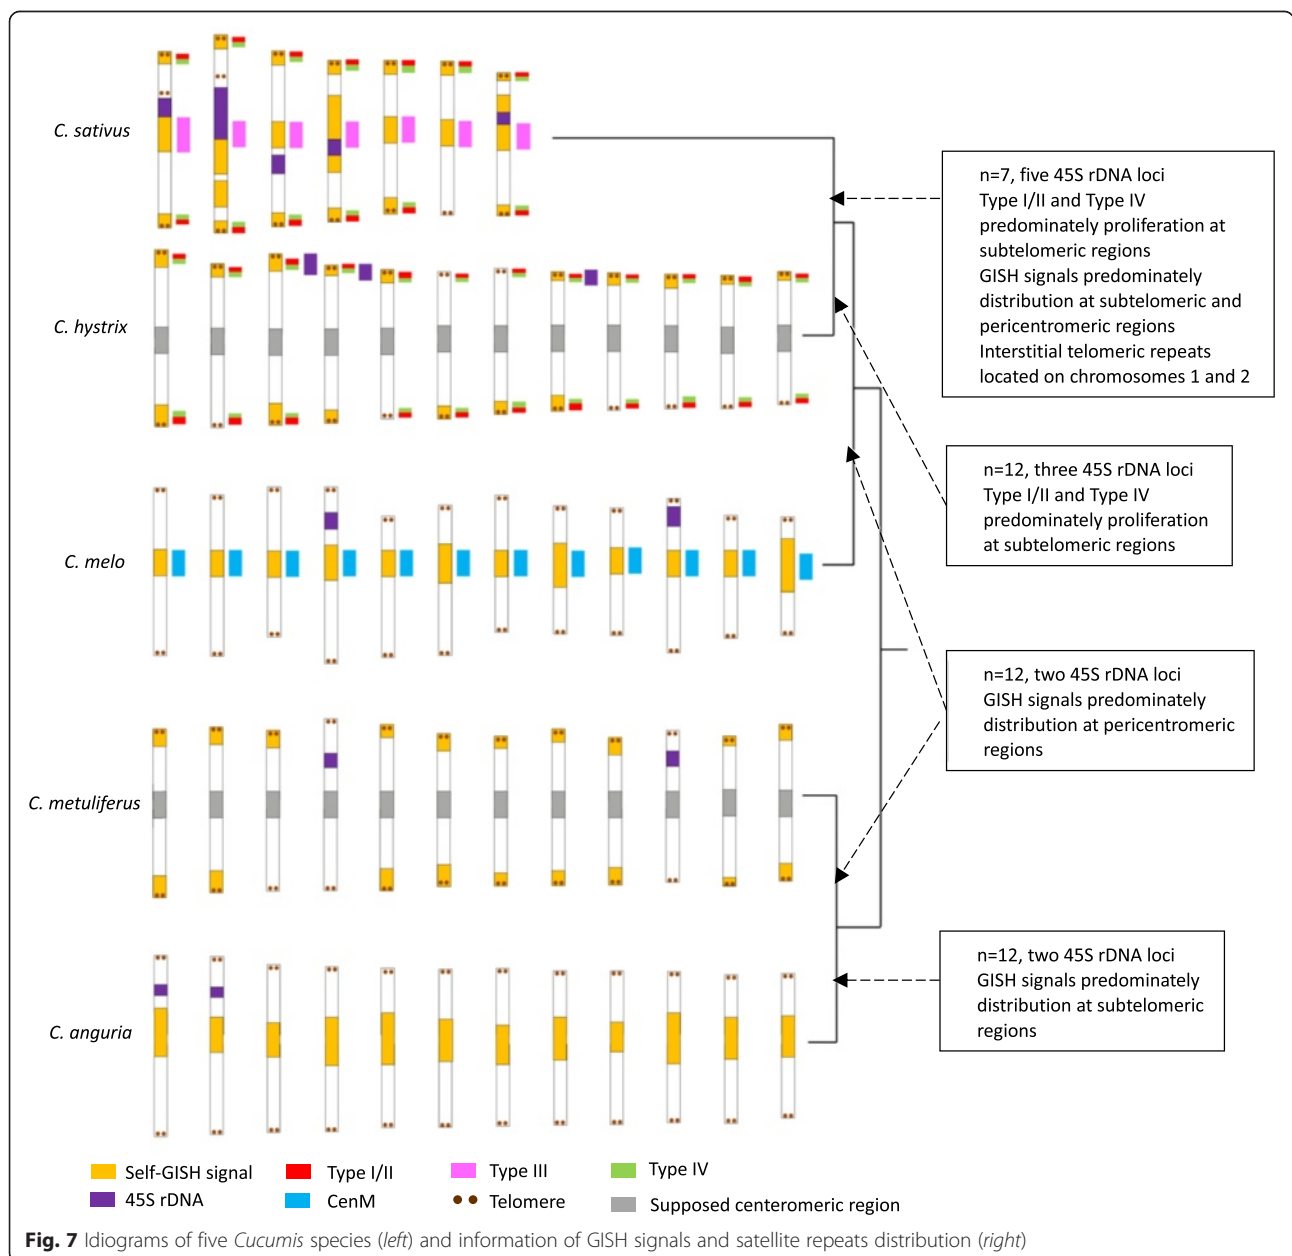 C. sativus
n=7, five 45S rDNA loci
Type I/II and Type IV
predominately proliferation at
subtelomeric regions
GISH signals predominately
distribution at subtelomeric and
pericentromeric regions
Interstitial telomeric repeats
located on chromosomes 1 and 2
C. hystrix
n=12, three 45S rDNA loci
Type I/II and Type IV
predominately proliferation
at subtelomeric regions
C. melo
n=12, two 45S rDNA loci
GISH signals predominately
distribution at pericentromeric
regions
C. metuliferus
n=12, two 45S rDNA loci
GISH signals predominately
distribution at subtelomeric
regions
C. anguria
Self-GISH signal
Type I/II
Type III
Type IV
45S rDNA
CenM
Telomere
Supposed centeromeric region
Fig. 7 Idiograms of five Cucumis species (left) and information of GISH signals and satellite repeats distribution (right)